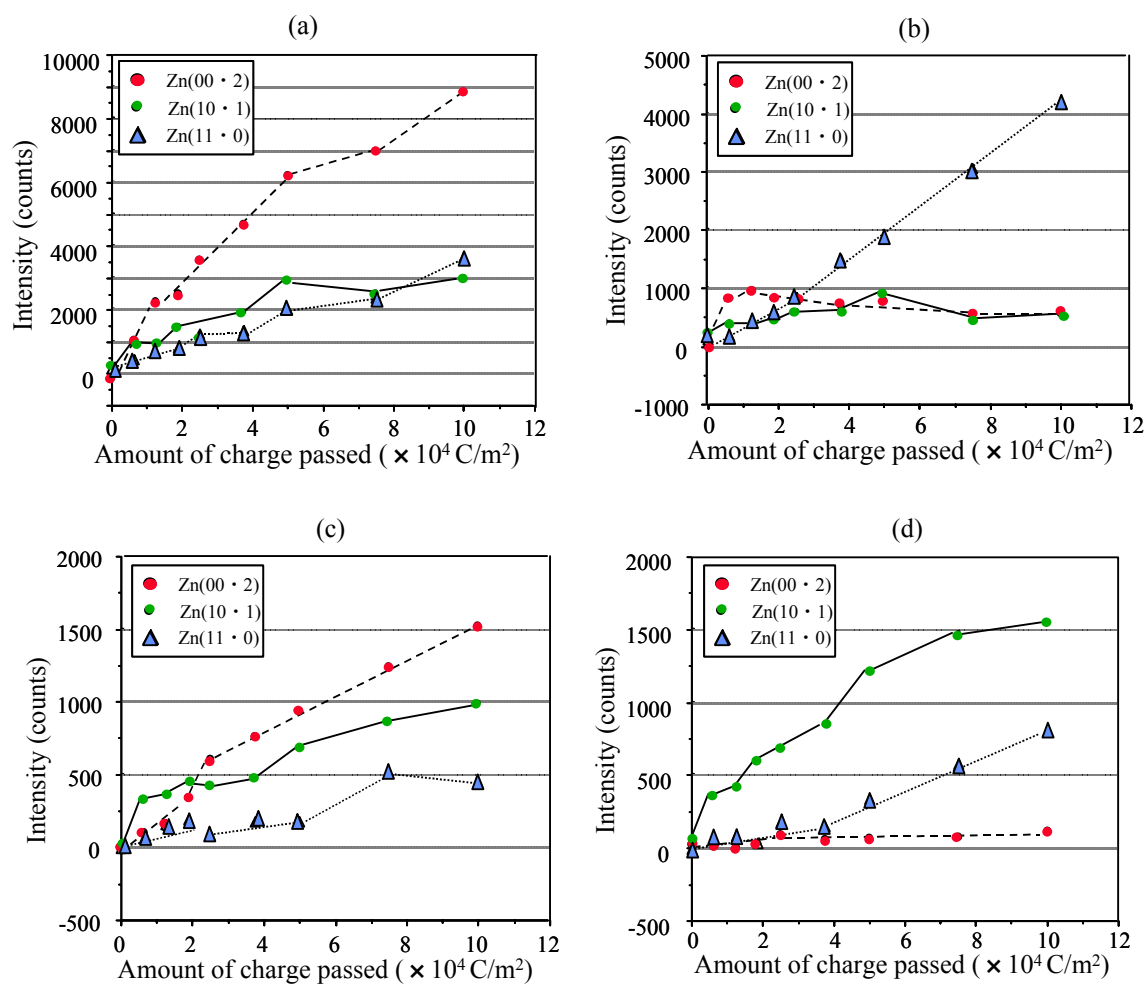 (a)
10000
8000
6000
4000
2000
0
Zn(00・2)
Zn(10・1)
Zn(11・0)
Intensity (counts)
0 2 4 6 8 10 12
Amount of charge passed ( × 10⁴ C/m²)
(b)
5000
4000
3000
2000
1000
0
-1000
Zn(00・2)
Zn(10・1)
Zn(11・0)
Intensity (counts)
0 2 4 6 8 10 12
Amount of charge passed ( × 10⁴ C/m²)
(c)
2000
1500
1000
500
0
-500
Zn(00・2)
Zn(10・1)
Zn(11・0)
Intensity (counts)
0 2 4 6 8 10 12
Amount of charge passed ( × 10⁴ C/m²)
(d)
2000
1500
1000
500
0
-500
Zn(00・2)
Zn(10・1)
Zn(11・0)
Intensity (counts)
0 2 4 6 8 10 12
Amount of charge passed ( × 10⁴ C/m²)